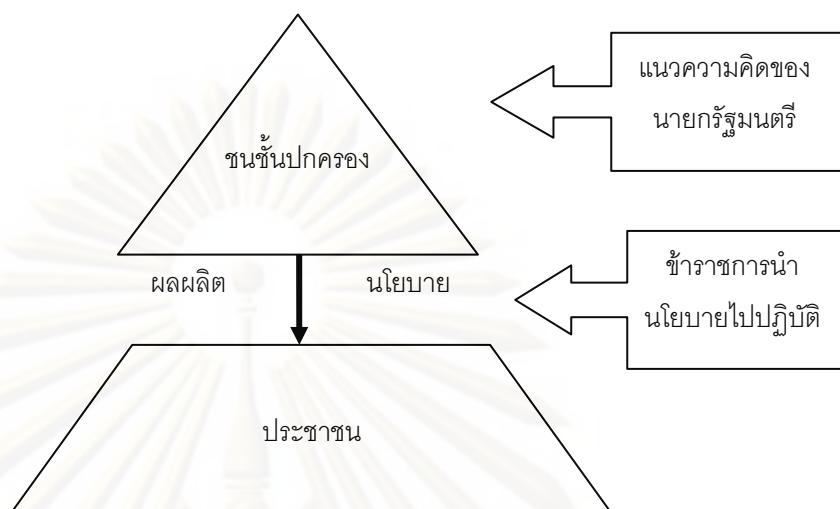 แนวความคิดของ
นายกรัฐมนตรี
ชนชั้นปกครอง
ข้าราชการนำ
นโยบายไปปฏิบัติ
ผลผลิต นโยบาย
ประชาชน